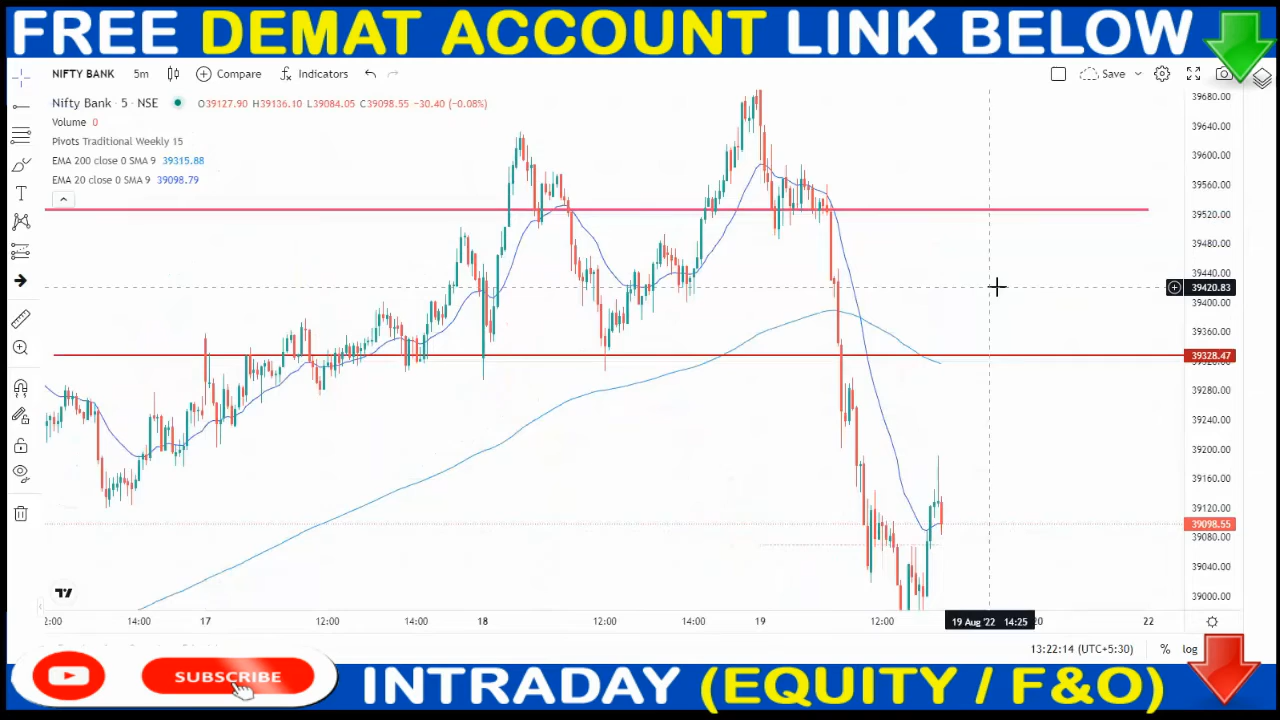 FREE DEMAT ACCOUNT LINK BELOW
NIFTY BANK 5m Compare Indicators Save
Nifty Bank · 5 · NSE O39127.90 H39136.10 L39084.05 C39098.55 −30.40 (−0.08%)
Volume 0
Pivots Traditional Weekly 15
EMA 200 close 0 SMA 9 39315.88
EMA 20 close 0 SMA 9 39098.79
39680.00
39640.00
39600.00
39560.00
39520.00
39480.00
39440.00
39420.83
39400.00
39360.00
39328.47
39280.00
39240.00
39200.00
39160.00
39120.00
39098.55
39080.00
39040.00
39000.00
2:00 14:00 17 12:00 14:00 18 12:00 14:00 19 12:00 19 Aug '22 14:25 20 22
13:22:14 (UTC+5:30) % log
SUBSCRIBE
INTRADAY (EQUITY / F&O)